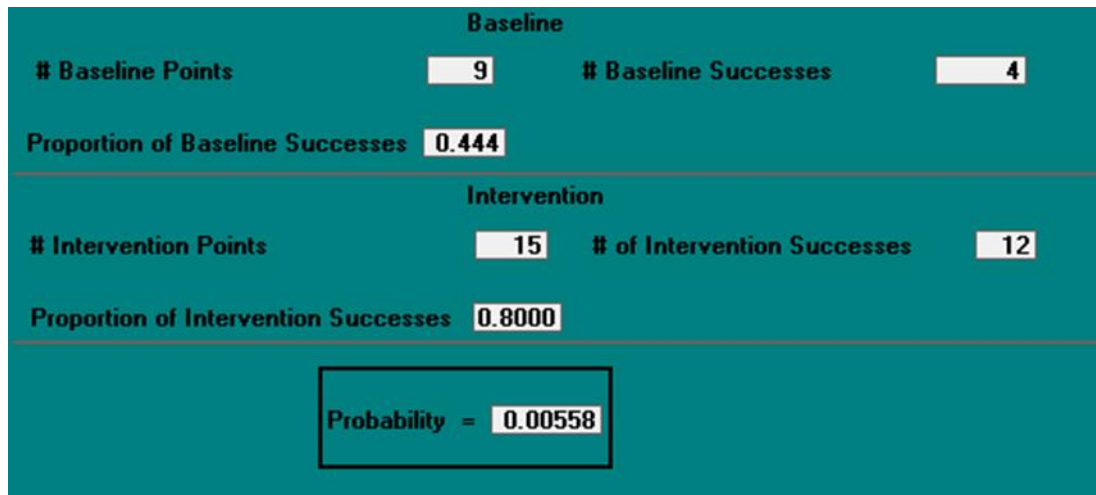 Baseline
# Baseline Points 9 # Baseline Successes 4
Proportion of Baseline Successes 0.444
Intervention
# Intervention Points 15 # of Intervention Successes 12
Proportion of Intervention Successes 0.8000
Probability = 0.00558